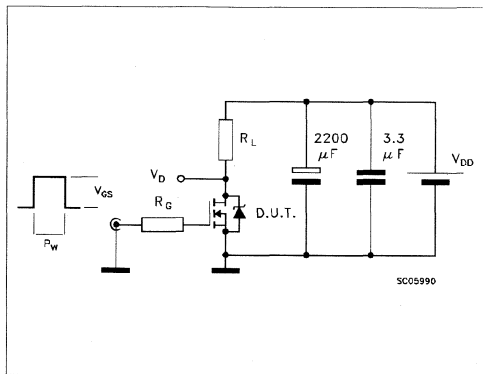 R_L
2200 μF
3.3 μF
V_DD
V_D
V_GS
R_G
D.U.T.
P_W
SC05990